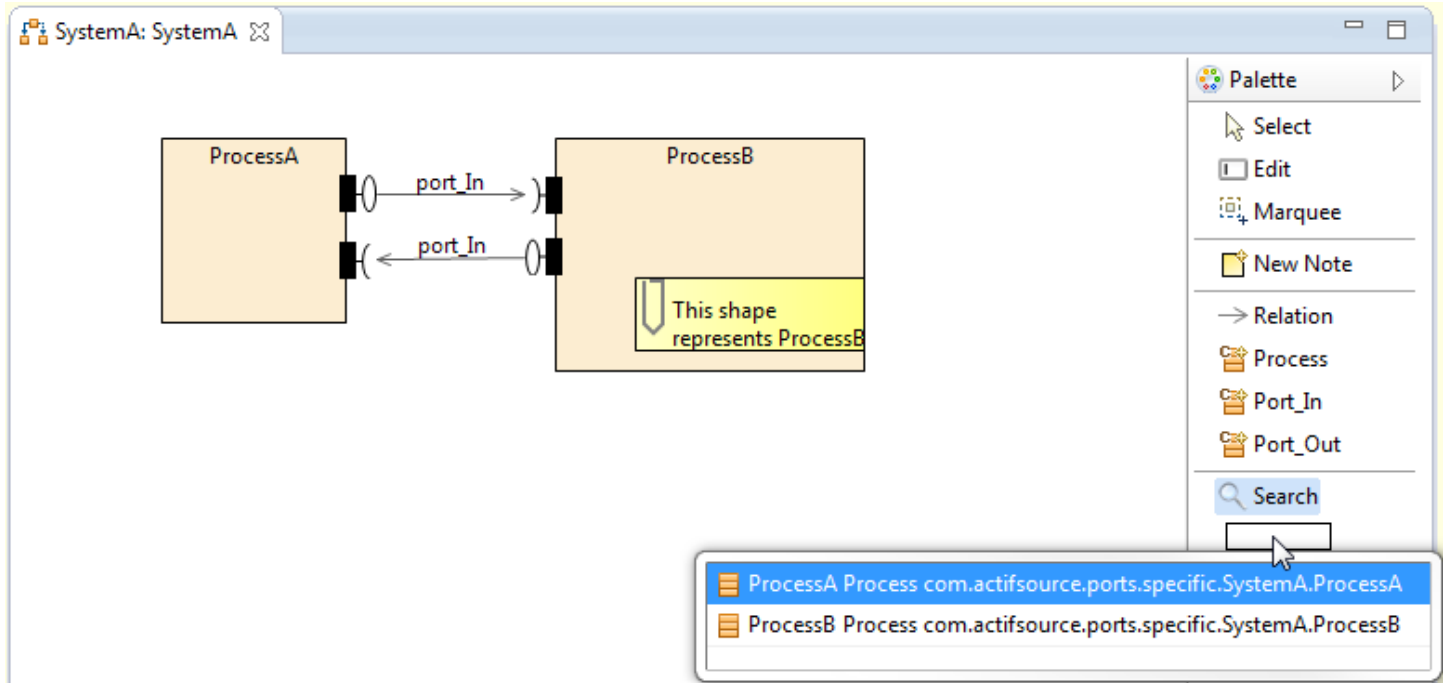 SystemA: SystemA
Palette
Select
Edit
Marquee
New Note
Relation
Process
Port_In
Port_Out
Search
ProcessA
port_In
port_In
ProcessB
This shape
represents ProcessB
ProcessA Process com.actifsource.ports.specific.SystemA.ProcessA
ProcessB Process com.actifsource.ports.specific.SystemA.ProcessB